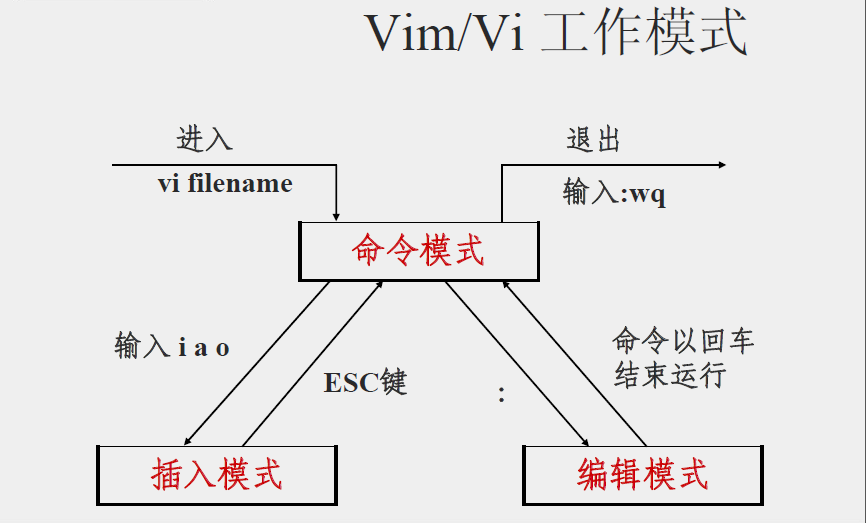 Vim/Vi 工作模式
进入
vi filename
退出
输入:wq
命令模式
输入 i a o
ESC键
:
命令以回车
结束运行
插入模式
编辑模式